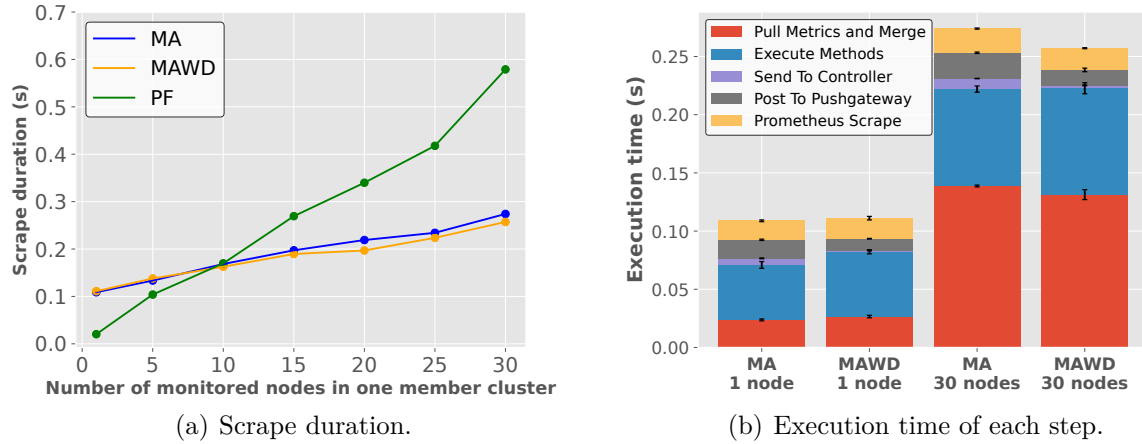 0.7
0.6
0.5
0.4
0.3
0.2
0.1
0.0
Scrape duration (s)
MA
MAWD
PF
0 5 10 15 20 25 30
Number of monitored nodes in one member cluster
(a) Scrape duration.
0.25
0.20
0.15
0.10
0.05
0.00
Execution time (s)
Pull Metrics and Merge
Execute Methods
Send To Controller
Post To Pushgateway
Prometheus Scrape
MA
1 node
MAWD
1 node
MA
30 nodes
MAWD
30 nodes
(b) Execution time of each step.